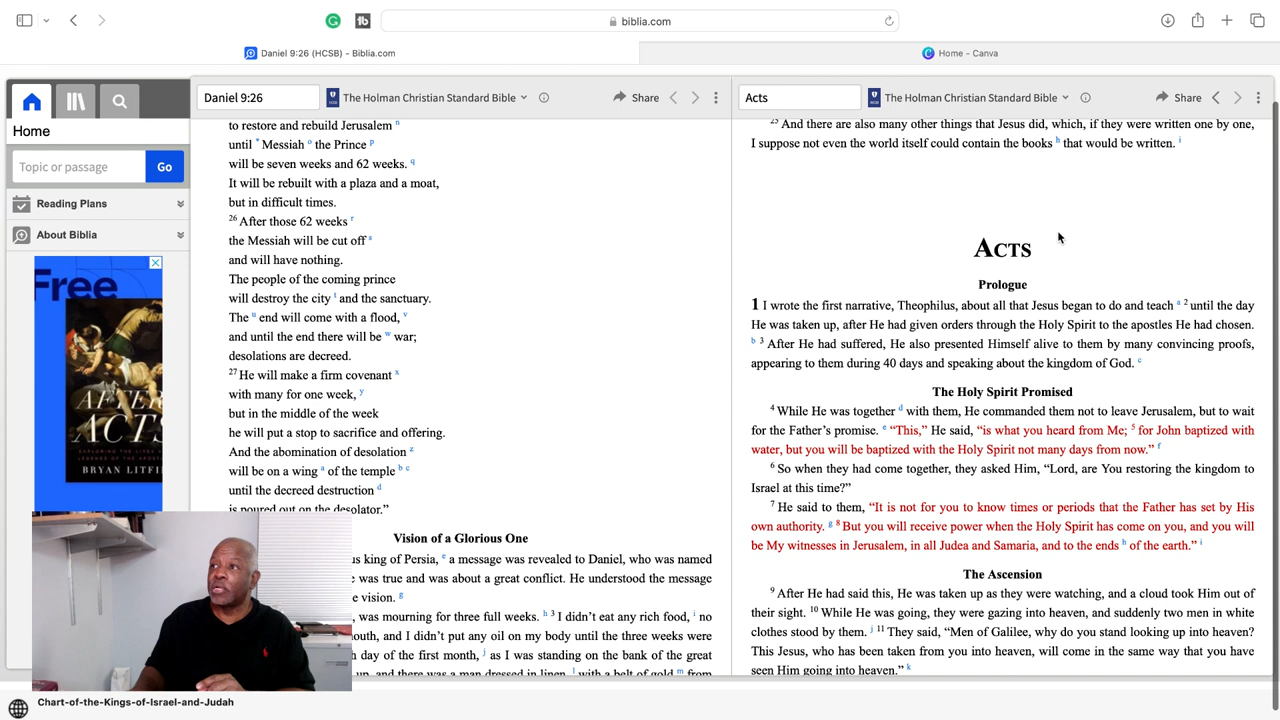 biblia.com
Daniel 9:26 (HCSB) - Biblia.com
Home - Canva
Home
Topic or passage
Go
Reading Plans
About Biblia
Free
AFTER
ACTS
BRYAN LITFI
Daniel 9:26
The Holman Christian Standard Bible
Share
to restore and rebuild Jerusalem n
until * Messiah o the Prince p
will be seven weeks and 62 weeks. q
It will be rebuilt with a plaza and a moat,
but in difficult times.
26 After those 62 weeks r
the Messiah will be cut off s
and will have nothing.
The people of the coming prince
will destroy the city t and the sanctuary.
The u end will come with a flood, v
and until the end there will be w war;
desolations are decreed.
27 He will make a firm covenant x
with many for one week, y
but in the middle of the week
he will put a stop to sacrifice and offering.
And the abomination of desolation z
will be on a wing a of the temple b c
until the decreed destruction d
is poured out on the desolator.”
Vision of a Glorious One
us king of Persia, e a message was revealed to Daniel, who was named
was true and was about a great conflict. He understood the message
e vision. g
was mourning for three full weeks. h 3 I didn’t eat any rich food, i no
outh, and I didn’t put any oil on my body until the three weeks were
h day of the first month, j as I was standing on the bank of the great
up, and there was a man dressed in linen, l with a belt of gold m from
Acts
The Holman Christian Standard Bible
Share
25 And there are also many other things that Jesus did, which, if they were written one by one,
I suppose not even the world itself could contain the books h that would be written. i
ACTS
Prologue
1 I wrote the first narrative, Theophilus, about all that Jesus began to do and teach a 2 until the day
He was taken up, after He had given orders through the Holy Spirit to the apostles He had chosen.
b 3 After He had suffered, He also presented Himself alive to them by many convincing proofs,
appearing to them during 40 days and speaking about the kingdom of God. c
The Holy Spirit Promised
4 While He was together d with them, He commanded them not to leave Jerusalem, but to wait
for the Father’s promise. e “This,” He said, “is what you heard from Me; 5 for John baptized with
water, but you will be baptized with the Holy Spirit not many days from now.” f
6 So when they had come together, they asked Him, “Lord, are You restoring the kingdom to
Israel at this time?”
7 He said to them, “It is not for you to know times or periods that the Father has set by His
own authority. g 8 But you will receive power when the Holy Spirit has come on you, and you will
be My witnesses in Jerusalem, in all Judea and Samaria, and to the ends h of the earth.” i
The Ascension
9 After He had said this, He was taken up as they were watching, and a cloud took Him out of
their sight. 10 While He was going, they were gazing into heaven, and suddenly two men in white
clothes stood by them. j 11 They said, “Men of Galilee, why do you stand looking up into heaven?
This Jesus, who has been taken from you into heaven, will come in the same way that you have
seen Him going into heaven.” k
Chart-of-the-Kings-of-Israel-and-Judah